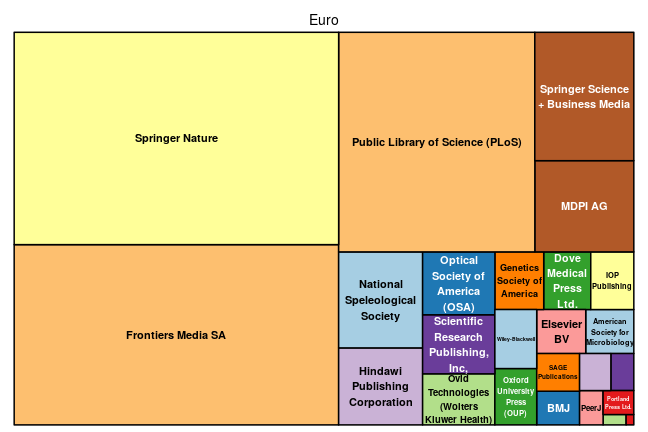 Euro
Springer Nature
Frontiers Media SA
Public Library of Science (PLoS)
Springer Science
+ Business Media
MDPI AG
National
Speleological
Society
Hindawi
Publishing
Corporation
Optical
Society of
America
(OSA)
Scientific
Research
Publishing,
Inc,
Ovid
Technologies
(Wolters
Kluwer Health)
Genetics
Society of
America
Dove
Medical
Press
Ltd.
IOP
Publishing
Wiley-Blackwell
Elsevier
BV
American
Society for
Microbiology
Oxford
University
Press
(OUP)
SAGE
Publications
BMJ
PeerJ
Portland
Press Ltd.